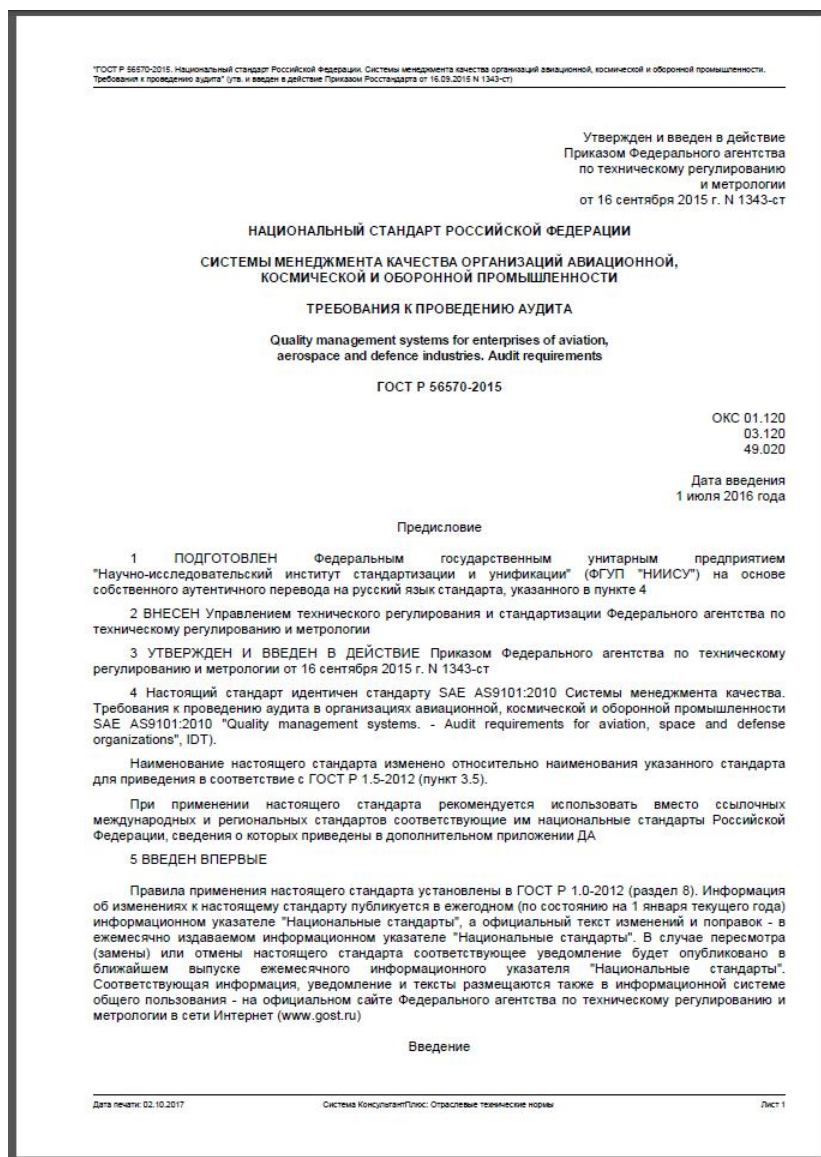 "ГОСТ Р 56570-2015. Национальный стандарт Российской Федерации. Системы менеджмента качества организаций авиационной, космической и оборонной промышленности.
Требования к проведению аудита" (утв. и введен в действие Приказом Росстандарта от 16.09.2015 N 1343-ст)
Утвержден и введен в действие
Приказом Федерального агентства
по техническому регулированию
и метрологии
от 16 сентября 2015 г. N 1343-ст
НАЦИОНАЛЬНЫЙ СТАНДАРТ РОССИЙСКОЙ ФЕДЕРАЦИИ
СИСТЕМЫ МЕНЕДЖМЕНТА КАЧЕСТВА ОРГАНИЗАЦИЙ АВИАЦИОННОЙ,
КОСМИЧЕСКОЙ И ОБОРОННОЙ ПРОМЫШЛЕННОСТИ
ТРЕБОВАНИЯ К ПРОВЕДЕНИЮ АУДИТА
Quality management systems for enterprises of aviation,
aerospace and defence industries. Audit requirements
ГОСТ Р 56570-2015
ОКС 01.120
03.120
49.020
Дата введения
1 июля 2016 года
Предисловие
1 ПОДГОТОВЛЕН Федеральным государственным унитарным предприятием
"Научно-исследовательский институт стандартизации и унификации" (ФГУП "НИИСУ") на основе
собственного аутентичного перевода на русский язык стандарта, указанного в пункте 4
2 ВНЕСЕН Управлением технического регулирования и стандартизации Федерального агентства по
техническому регулированию и метрологии
3 УТВЕРЖДЕН И ВВЕДЕН В ДЕЙСТВИЕ Приказом Федерального агентства по техническому
регулированию и метрологии от 16 сентября 2015 г. N 1343-ст
4 Настоящий стандарт идентичен стандарту SAE AS9101:2010 Системы менеджмента качества.
Требования к проведению аудита в организациях авиационной, космической и оборонной промышленности
SAE AS9101:2010 "Quality management systems. - Audit requirements for aviation, space and defense
organizations", IDT).
Наименование настоящего стандарта изменено относительно наименования указанного стандарта
для приведения в соответствие с ГОСТ Р 1.5-2012 (пункт 3.5).
При применении настоящего стандарта рекомендуется использовать вместо ссылочных
международных и региональных стандартов соответствующие им национальные стандарты Российской
Федерации, сведения о которых приведены в дополнительном приложении ДА
5 ВВЕДЕН ВПЕРВЫЕ
Правила применения настоящего стандарта установлены в ГОСТ Р 1.0-2012 (раздел 8). Информация
об изменениях к настоящему стандарту публикуется в ежегодном (по состоянию на 1 января текущего года)
информационном указателе "Национальные стандарты", а официальный текст изменений и поправок - в
ежемесячно издаваемом информационном указателе "Национальные стандарты". В случае пересмотра
(замены) или отмены настоящего стандарта соответствующее уведомление будет опубликовано в
ближайшем выпуске ежемесячного информационного указателя "Национальные стандарты".
Соответствующая информация, уведомление и тексты размещаются также в информационной системе
общего пользования - на официальном сайте Федерального агентства по техническому регулированию и
метрологии в сети Интернет (www.gost.ru)
Введение
Дата печати: 02.10.2017 Система КонсультантПлюс: Отраслевые технические нормы Лист 1